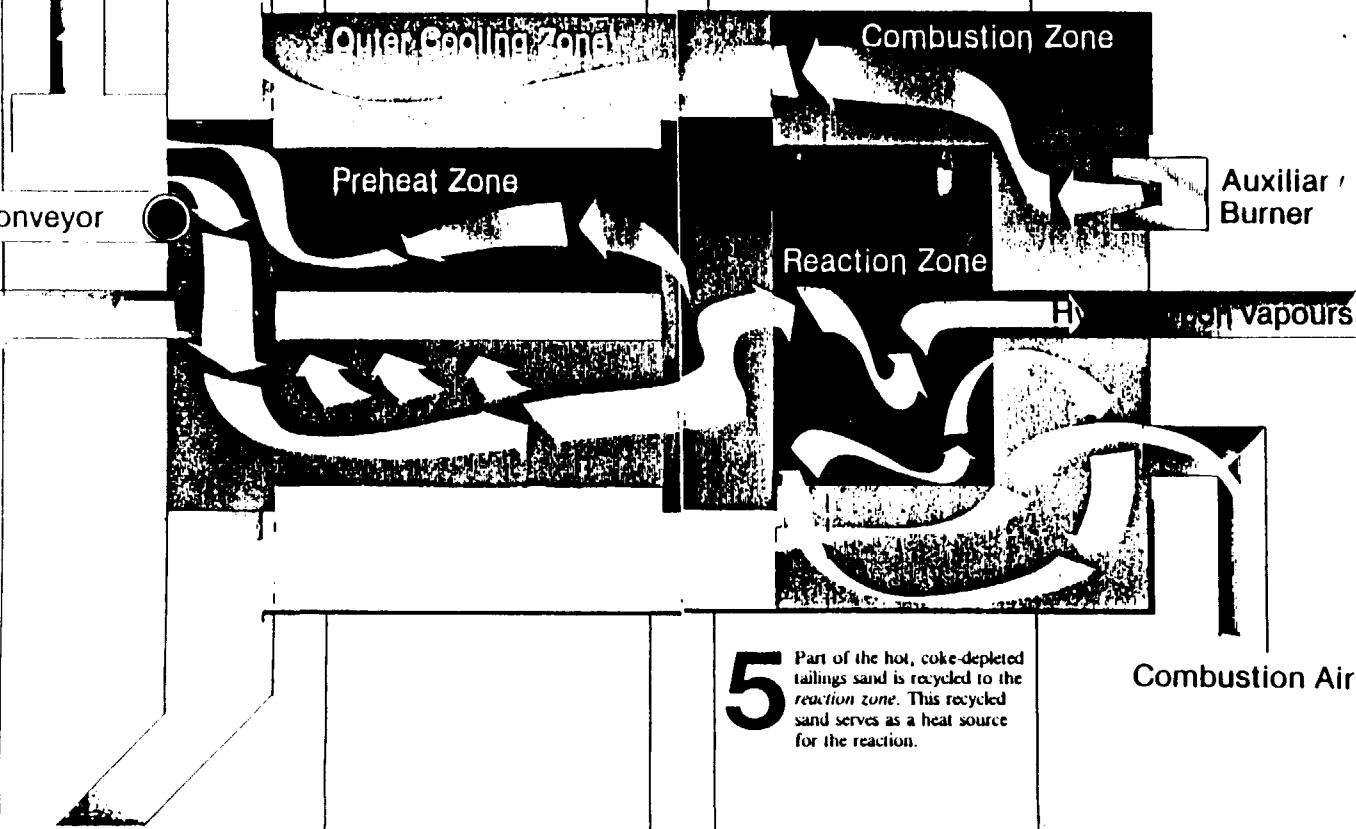 Outer Cooling Zone
Combustion Zone
Preheat Zone
Auxiliar
Burner
onveyor
Reaction Zone
vapours
5
Part of the hot, coke-depleted
tailings sand is recycled to the
reaction zone. This recycled
sand serves as a heat source
for the reaction.
Combustion Air